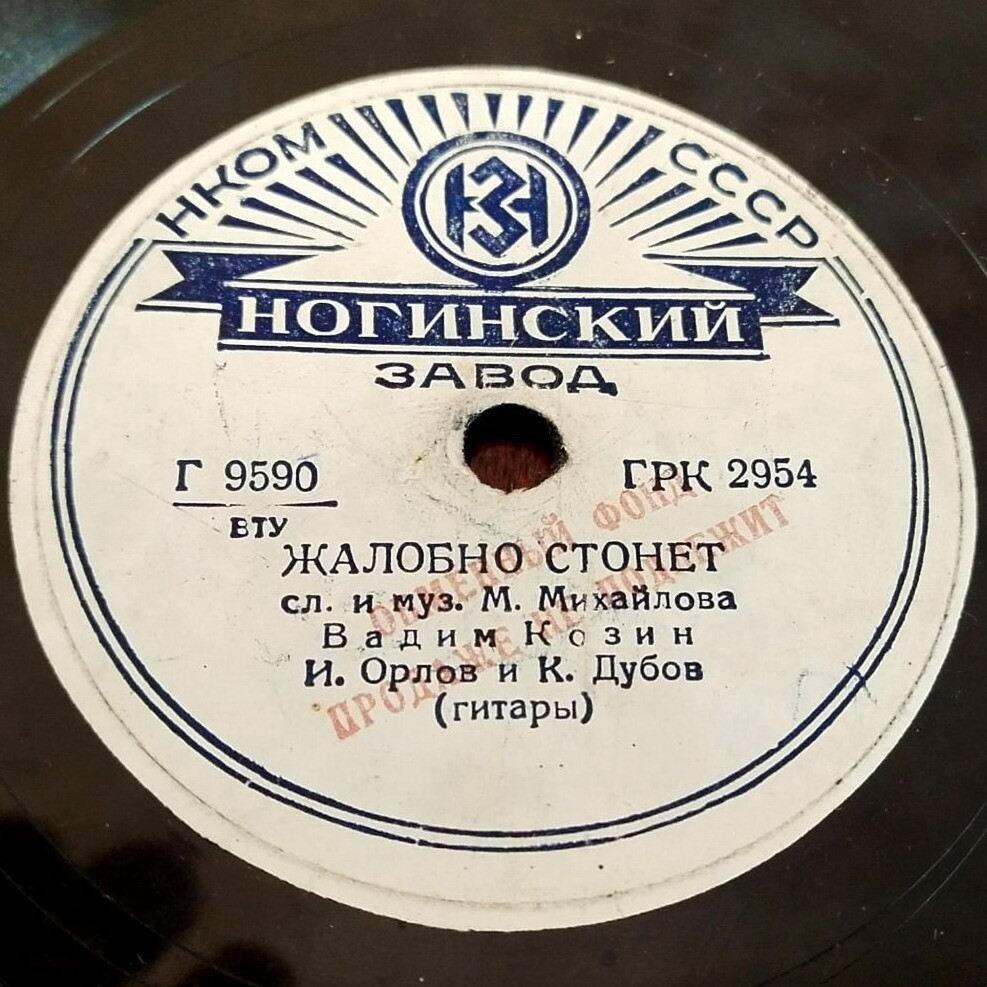 НКОМ СССР
НЗ
НОГИНСКИЙ
ЗАВОД
Г 9590 ГРК 2954
ВТУ
ЖАЛОБНО СТОНЕТ
сл. и муз. М. Михайлова
Вадим Козин
И. Орлов и К. Дубов
(гитары)
ОБМЕННЫЙ ФОНД
ПРОДАЖЕ НЕ ПОДЛЕЖИТ